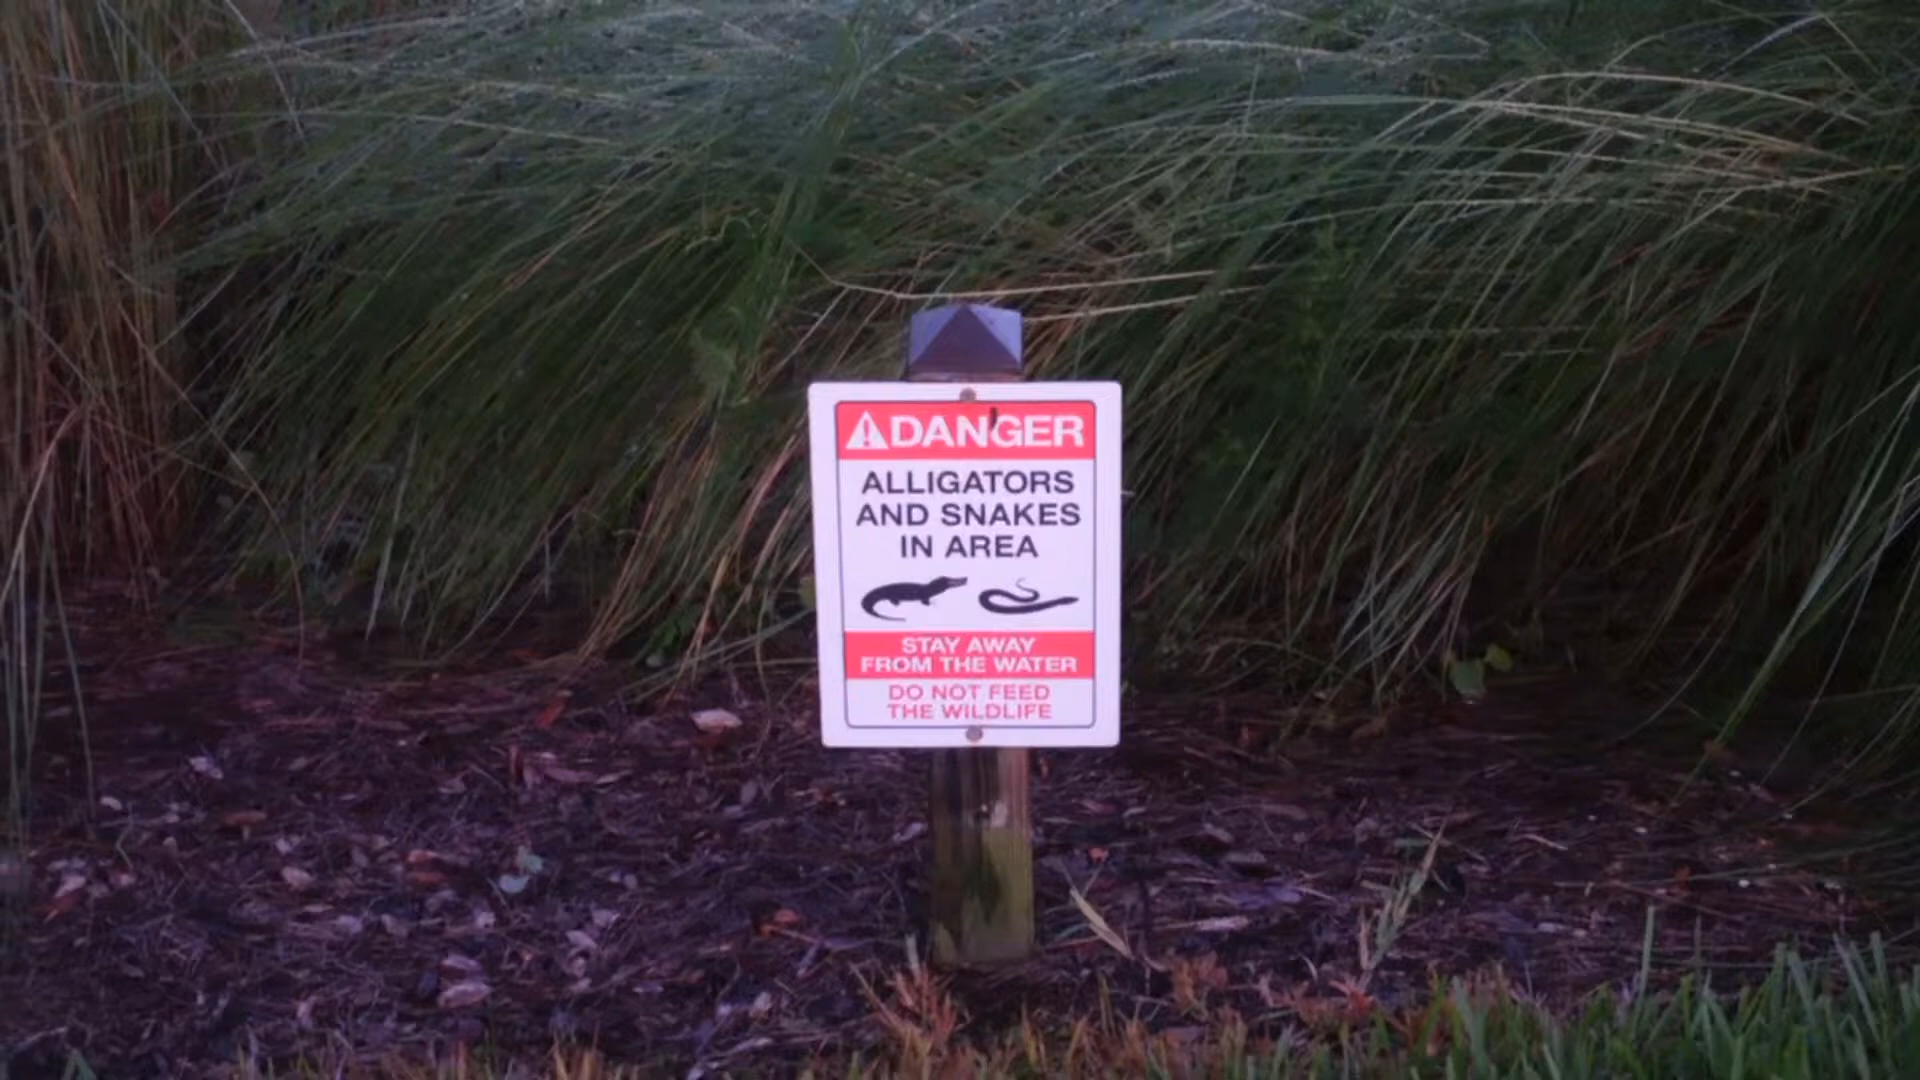 DANGER
ALLIGATORS
AND SNAKES
IN AREA
STAY AWAY
FROM THE WATER
DO NOT FEED
THE WILDLIFE